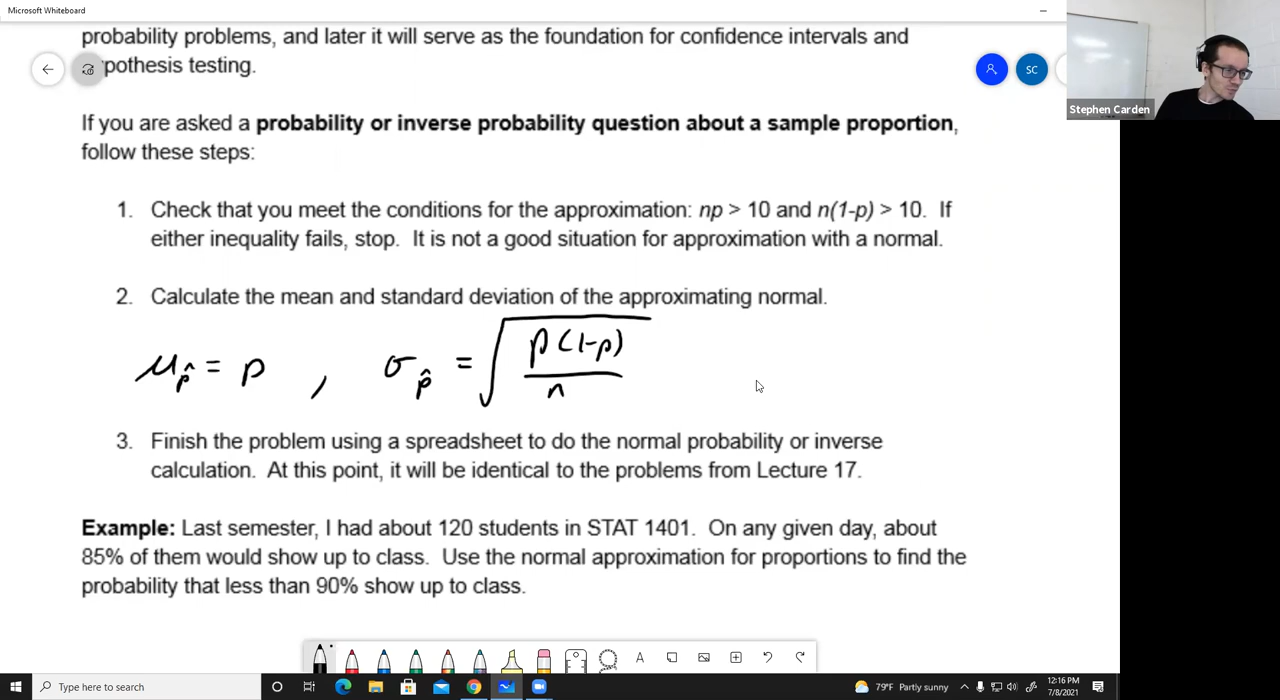 Microsoft Whiteboard
probability problems, and later it will serve as the foundation for confidence intervals and
pothesis testing.
SC
Stephen Carden
If you are asked a probability or inverse probability question about a sample proportion,
follow these steps:
1. Check that you meet the conditions for the approximation: np > 10 and n(1-p) > 10. If
either inequality fails, stop. It is not a good situation for approximation with a normal.
2. Calculate the mean and standard deviation of the approximating normal.
μ_p̂ = p , σ_p̂ = √(p(1-p)/n)
3. Finish the problem using a spreadsheet to do the normal probability or inverse
calculation. At this point, it will be identical to the problems from Lecture 17.
Example: Last semester, I had about 120 students in STAT 1401. On any given day, about
85% of them would show up to class. Use the normal approximation for proportions to find the
probability that less than 90% show up to class.
A
Type here to search
79°F Partly sunny
12:16 PM
7/8/2021